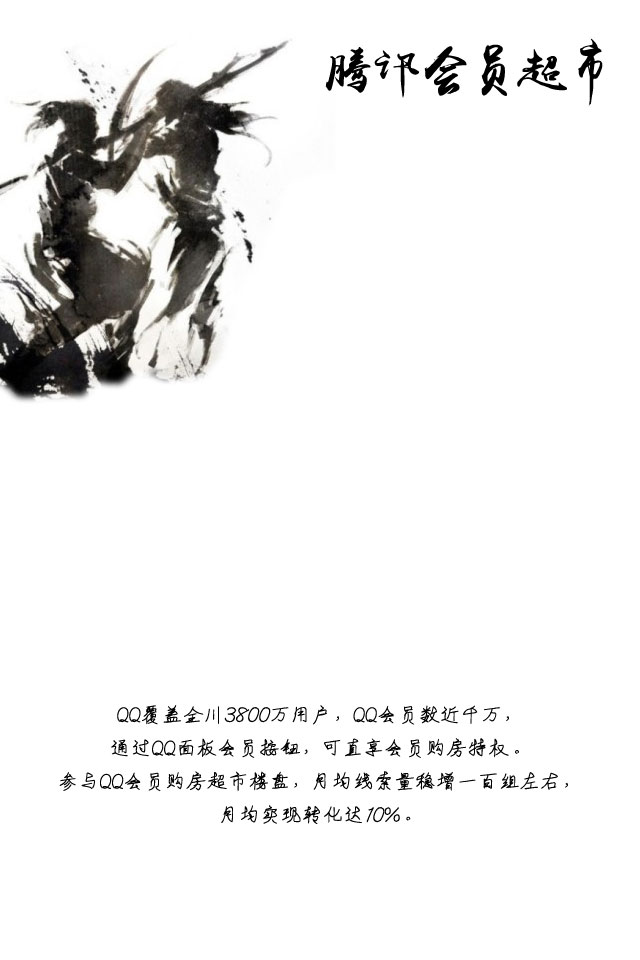 腾讯会员超市
QQ覆盖全川3800万用户，QQ会员数近千万，
通过QQ面板会员按钮，可直享会员购房特权。
参与QQ会员购房超市楼盘，月均线索量稳增一百组左右，
月均实现转化达10%。